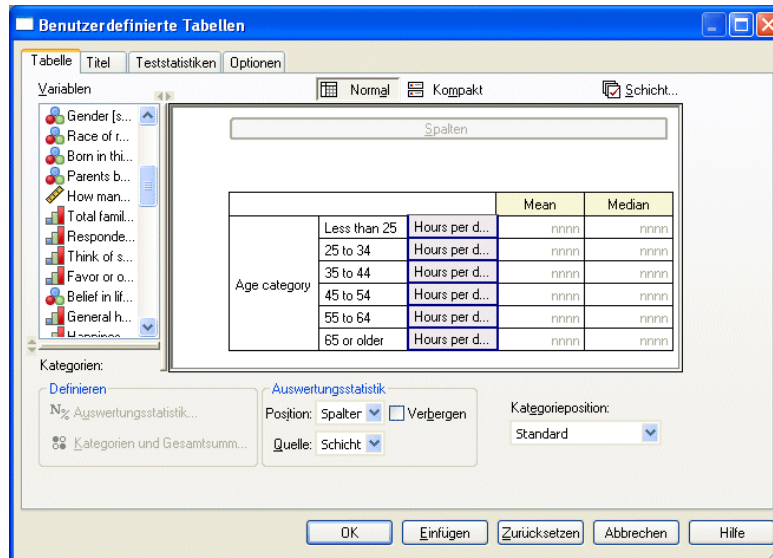 Benutzerdefinierte Tabellen
Tabelle Titel Teststatistiken Optionen
Variablen
Normal Kompakt Schicht...
Gender [s...
Race of r...
Born in thi...
Parents b...
How man...
Total famil...
Responde...
Think of s...
Favor or o...
Belief in lif...
General h...
Happines
Spalten
Mean Median
Age category
Less than 25 Hours per d... nnnn nnnn
25 to 34 Hours per d... nnnn nnnn
35 to 44 Hours per d... nnnn nnnn
45 to 54 Hours per d... nnnn nnnn
55 to 64 Hours per d... nnnn nnnn
65 or older Hours per d... nnnn nnnn
Kategorien:
Definieren
N% Auswertungsstatistik...
Kategorien und Gesamtsumm...
Auswertungsstatistik
Position: Spalter Verbergen
Quelle: Schicht
Kategorieposition:
Standard
OK Einfügen Zurücksetzen Abbrechen Hilfe